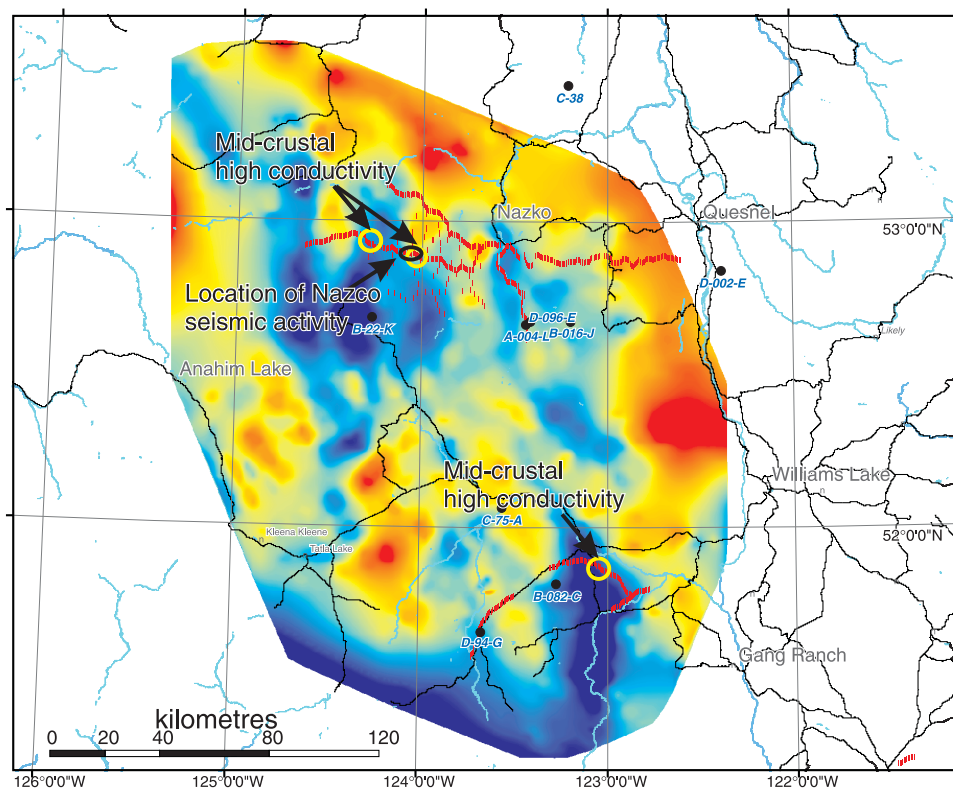 C-38
Mid-crustal
high conductivity
Nazko
Quesnel
53°0'0"N
D-002-E
Location of Nazco
seismic activity
B-22-K
D-096-E
A-004-L
B-016-J
Likely
Anahim Lake
Mid-crustal
high conductivity
Williams Lake
C-75-A
Kleena Kleene
Tatla Lake
52°0'0"N
B-082-C
D-94-G
Gang Ranch
kilometres
0 20 40 80 120
126°0'0"W 125°0'0"W 124°0'0"W 123°0'0"W 122°0'0"W